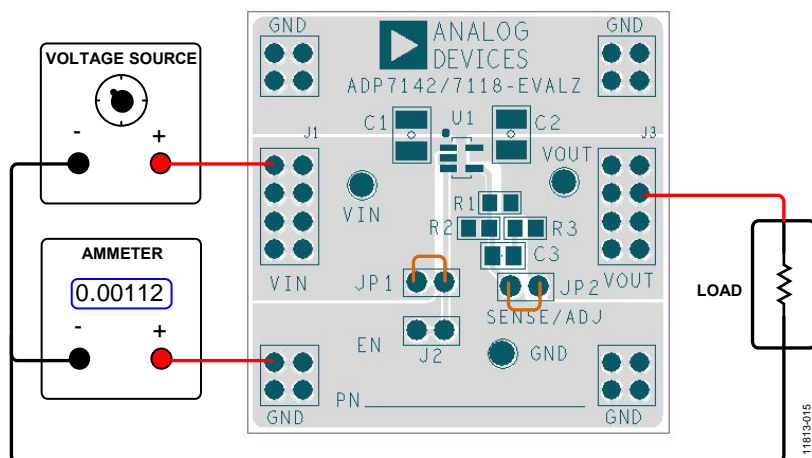 GND
GND
ANALOG
DEVICES
ADP7142/7118-EVALZ
VOLTAGE SOURCE
- +
J1
C1
U1
C2
J3
VOUT
VIN
R1
R2
R3
C3
VIN
JP1
JP2
VOUT
SENSE/ADJ
AMMETER
0.00112
- +
LOAD
EN
J2
GND
PN
GND
GND
11813-015